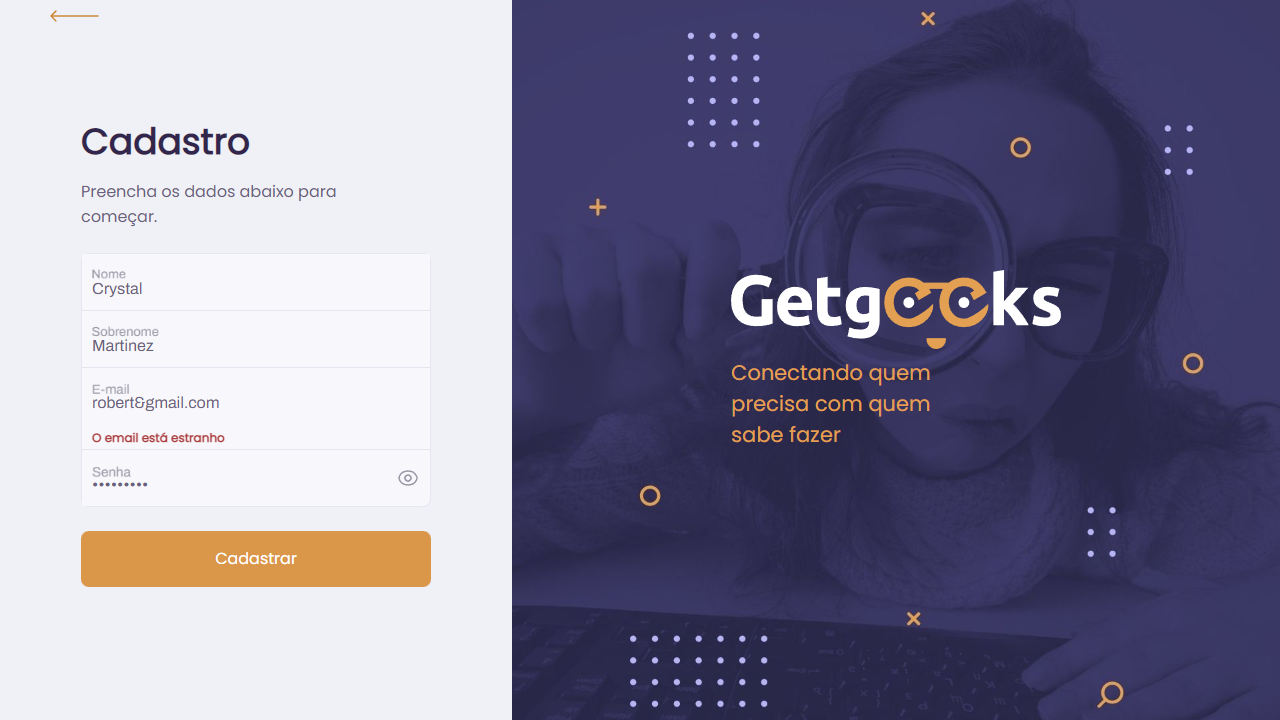 Cadastro
Preencha os dados abaixo para
começar.
Nome
Crystal
Sobrenome
Martinez
E-mail
robert&gmail.com
O email está estranho
Senha
•••••••••
Cadastrar
Getgeeks
Conectando quem
precisa com quem
sabe fazer